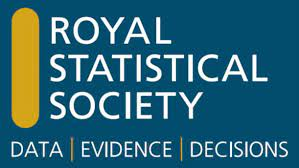 ROYAL
STATISTICAL
SOCIETY
DATA | EVIDENCE | DECISIONS